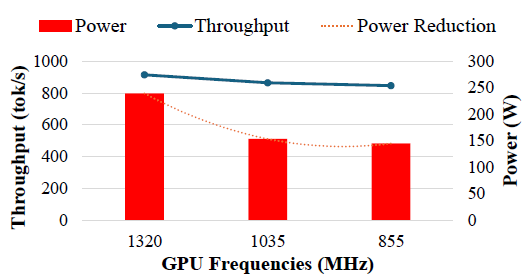 Power Throughput Power Reduction
Throughput (tok/s)
1000
800
600
400
200
0
300
250
200
150
100
50
0
Power (W)
1320 1035 855
GPU Frequencies (MHz)